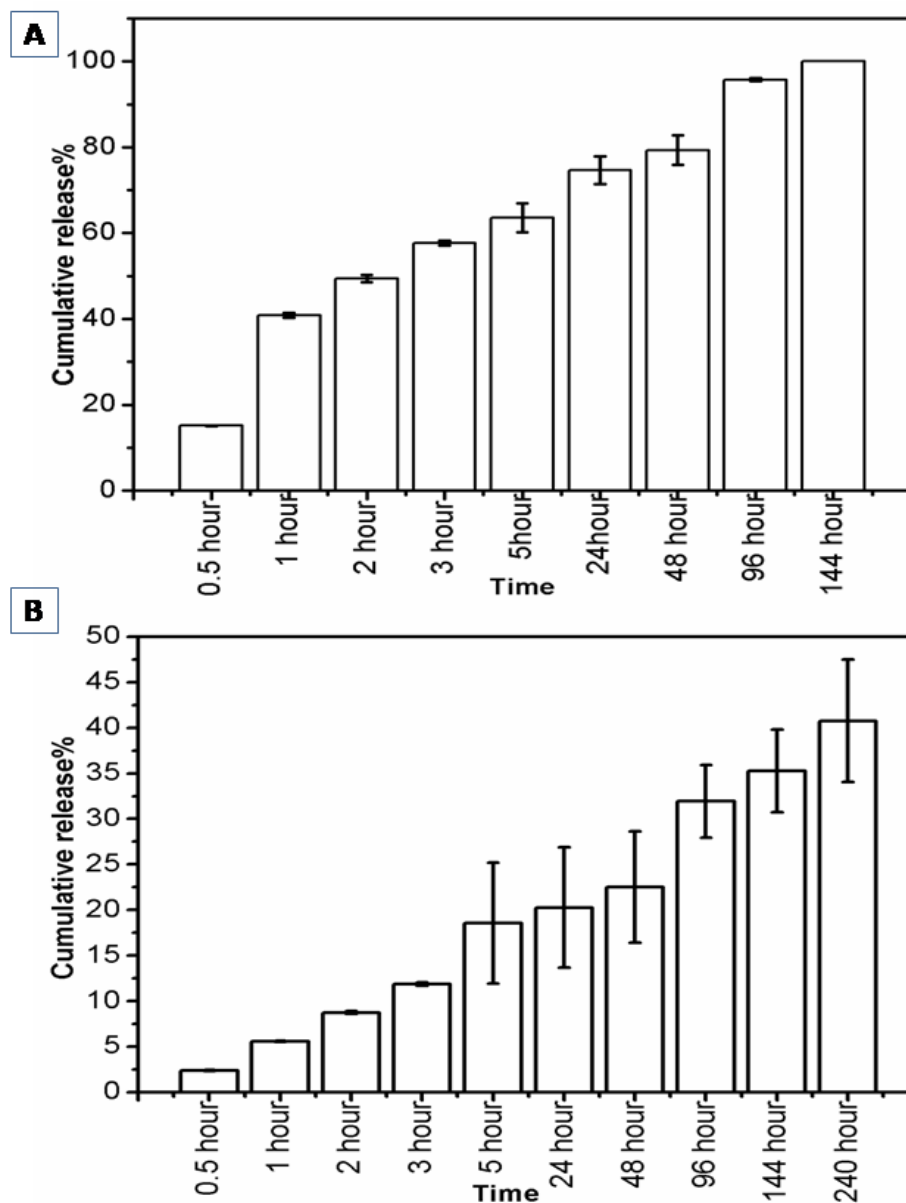 A
Cumulative release%
100
80
60
40
20
0
0.5 hour
1 hour
2 hour
3 hour
5hour
24hour
48 hour
96 hour
144 hour
Time
B
Cumulative release%
50
45
40
35
30
25
20
15
10
5
0
0.5 hour
1 hour
2 hour
3 hour
5 hour
24 hour
48 hour
96 hour
144 hour
240 hour
Time